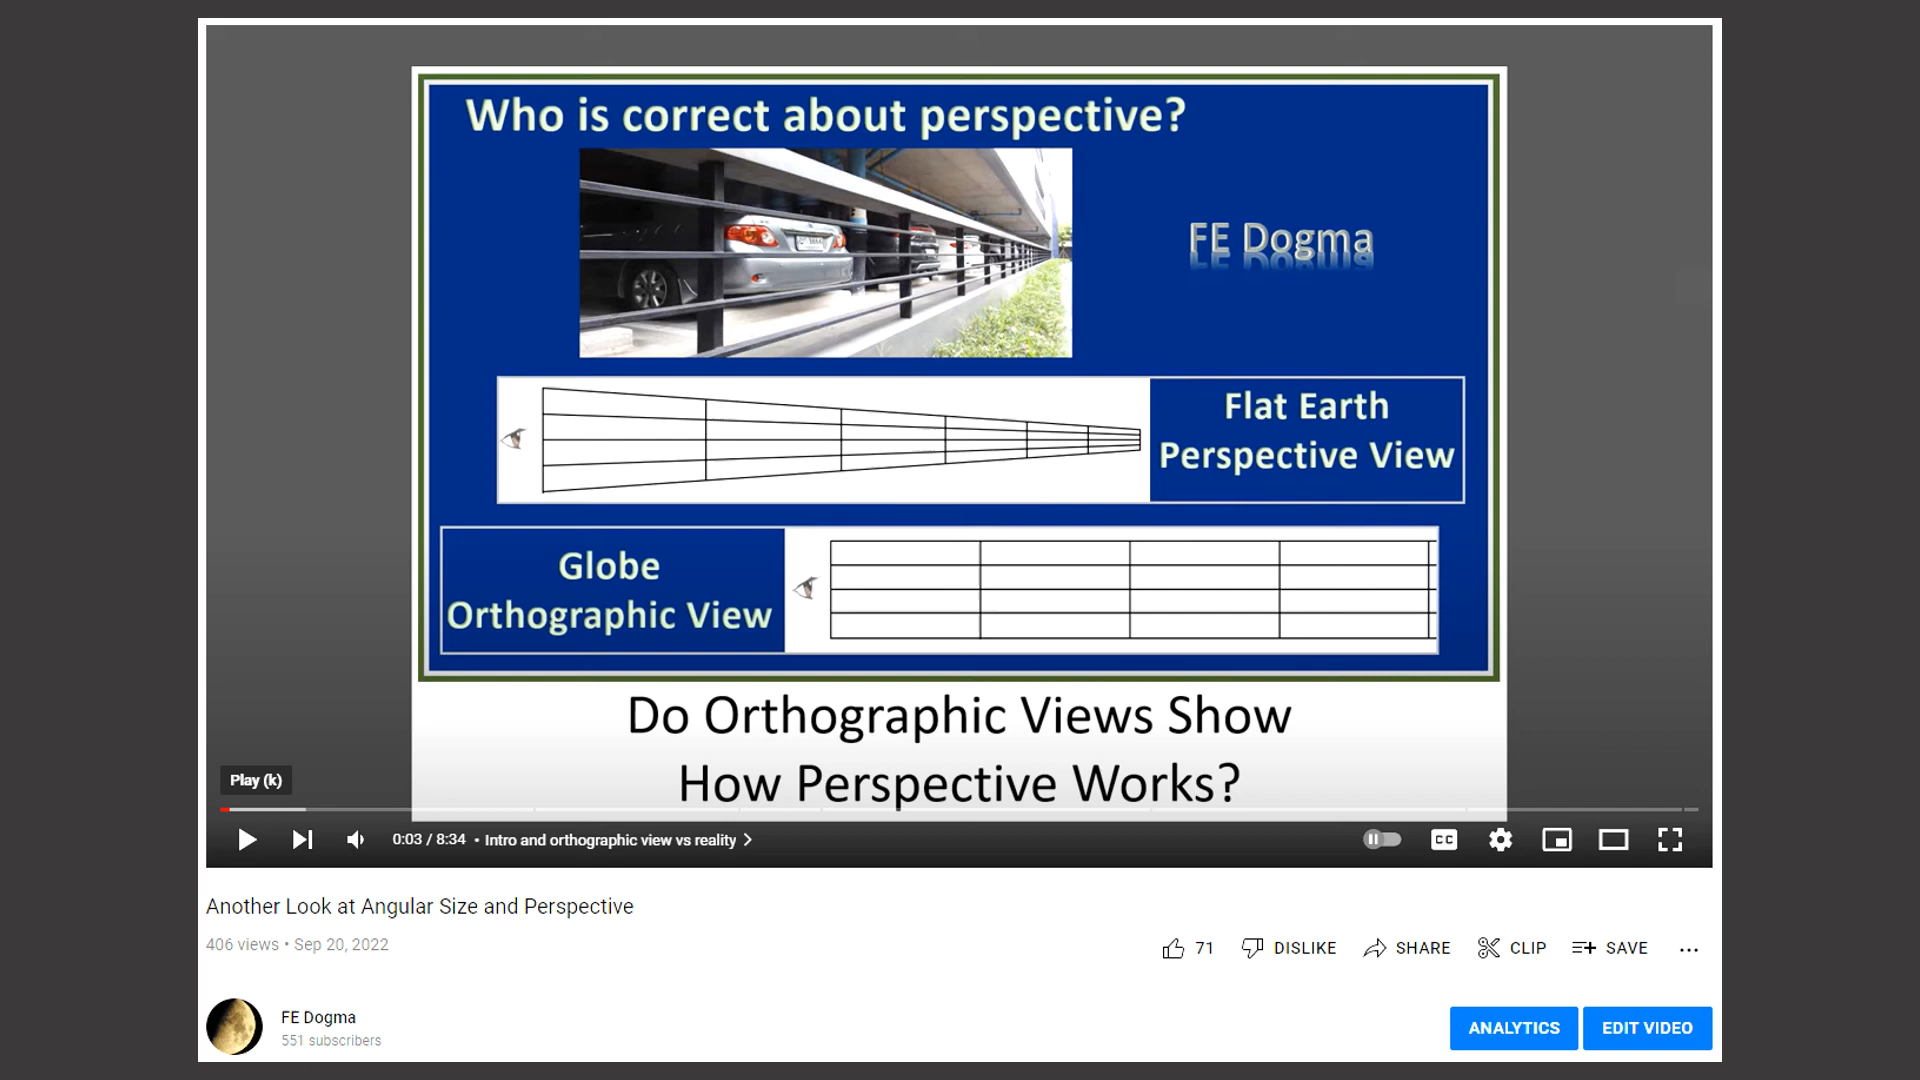 Who is correct about perspective?
FE Dogma
Flat Earth
Perspective View
Globe
Orthographic View
Do Orthographic Views Show
How Perspective Works?
Play (k)
0:03 / 8:34 • Intro and orthographic view vs reality
CC
Another Look at Angular Size and Perspective
406 views • Sep 20, 2022
71 DISLIKE SHARE CLIP SAVE ...
FE Dogma
551 subscribers
ANALYTICS EDIT VIDEO